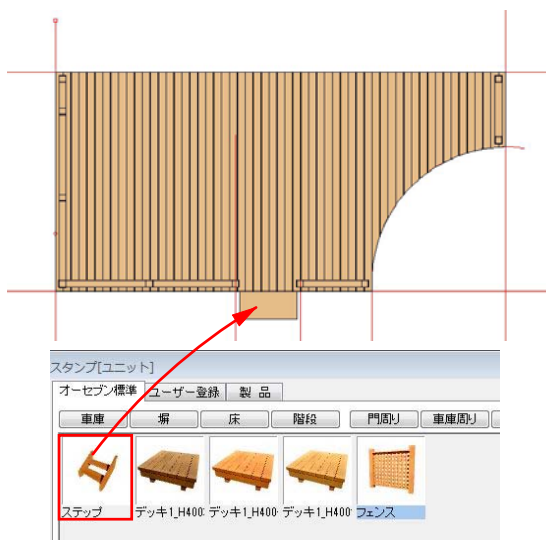 スタンプ[ユニット]
オーセブン標準 ユーザー登録 製 品
車庫 塀 床 階段 門周り 車庫周り
ステップ デッキ1_H400 デッキ1_H400 デッキ1_H400 フェンス